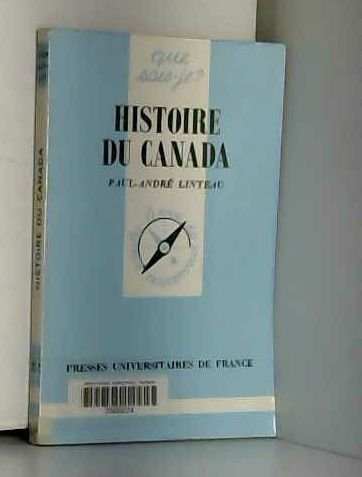 que
sais-je?
HISTOIRE
DU CANADA
PAUL-ANDRÉ LINTEAU
PRESSES UNIVERSITAIRES DE FRANCE
HISTOIRE DU CANADA